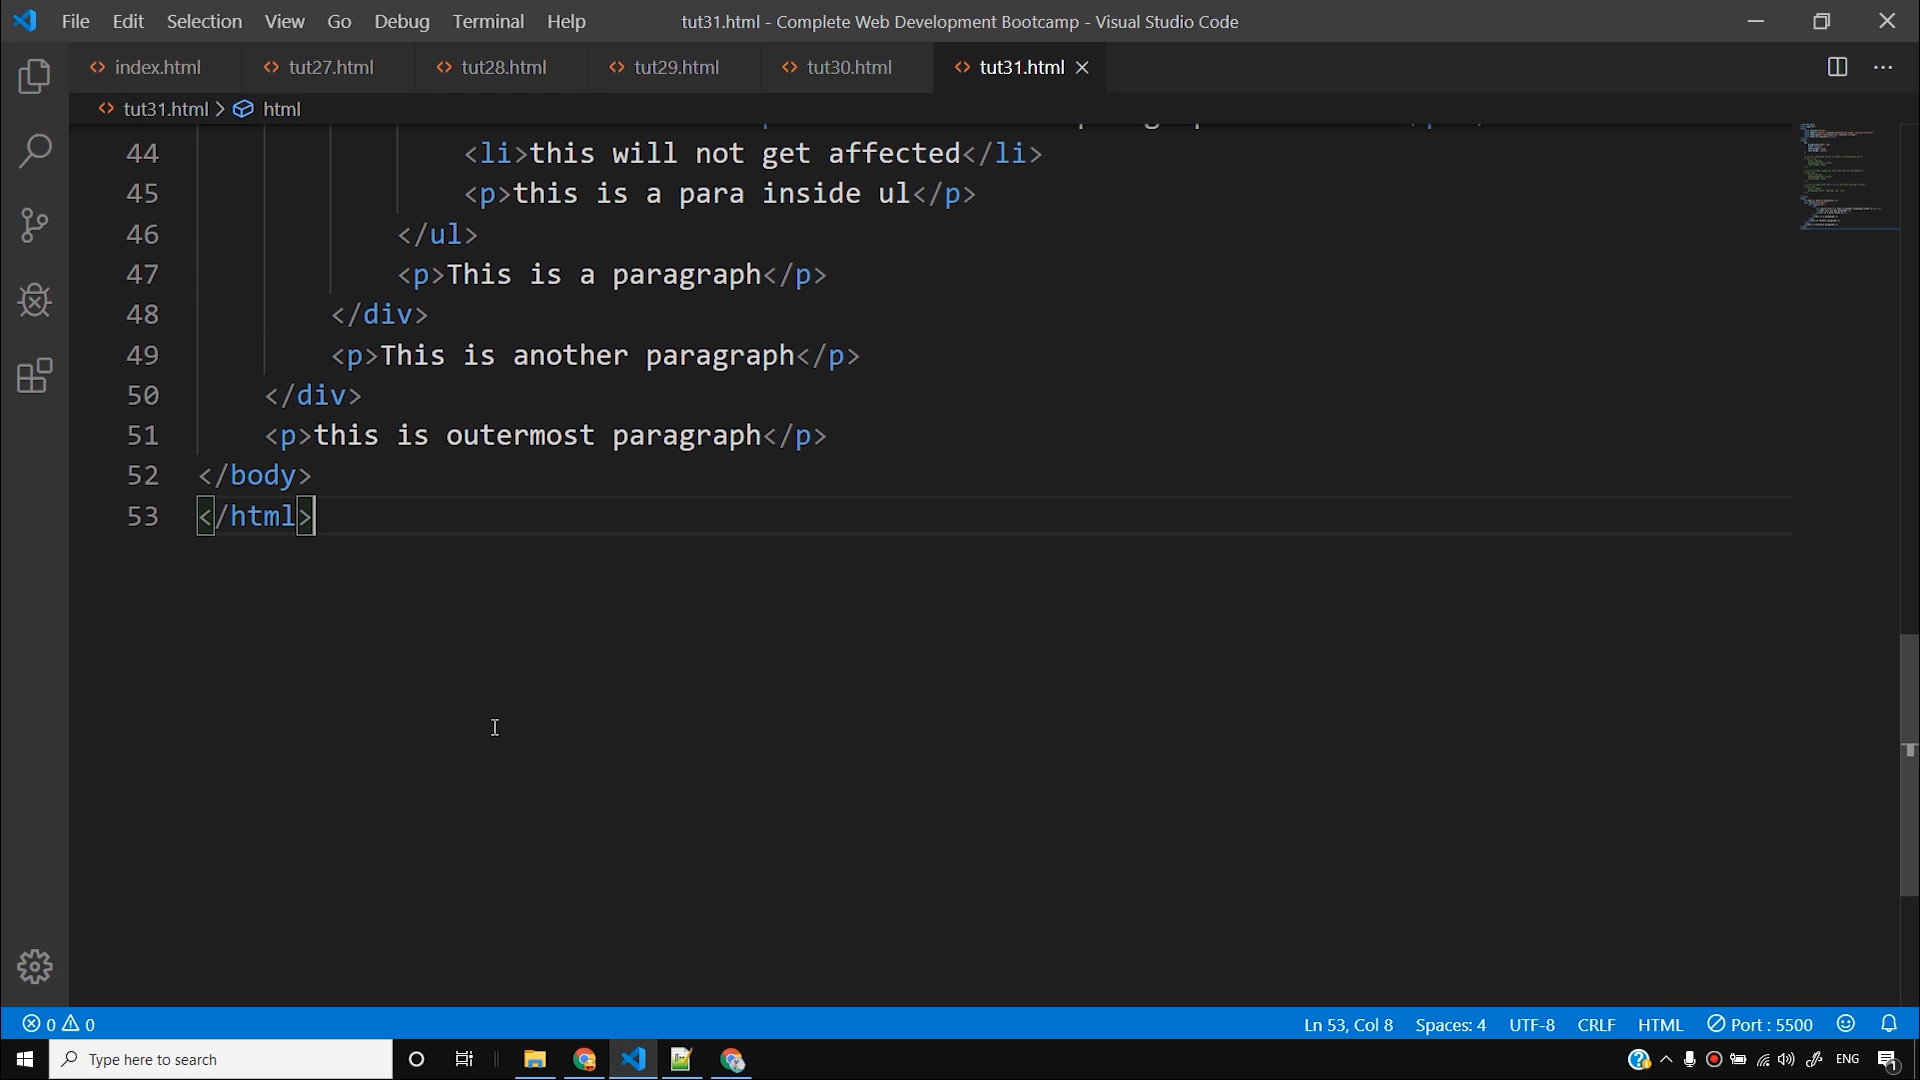 File Edit Selection View Go Debug Terminal Help tut31.html - Complete Web Development Bootcamp - Visual Studio Code
index.html tut27.html tut28.html tut29.html tut30.html tut31.html
tut31.html > html
44 <li>this will not get affected</li>
45 <p>this is a para inside ul</p>
46 </ul>
47 <p>This is a paragraph</p>
48 </div>
49 <p>This is another paragraph</p>
50 </div>
51 <p>this is outermost paragraph</p>
52 </body>
53 </html>
0 0 Ln 53, Col 8 Spaces: 4 UTF-8 CRLF HTML Port : 5500
Type here to search ENG 1